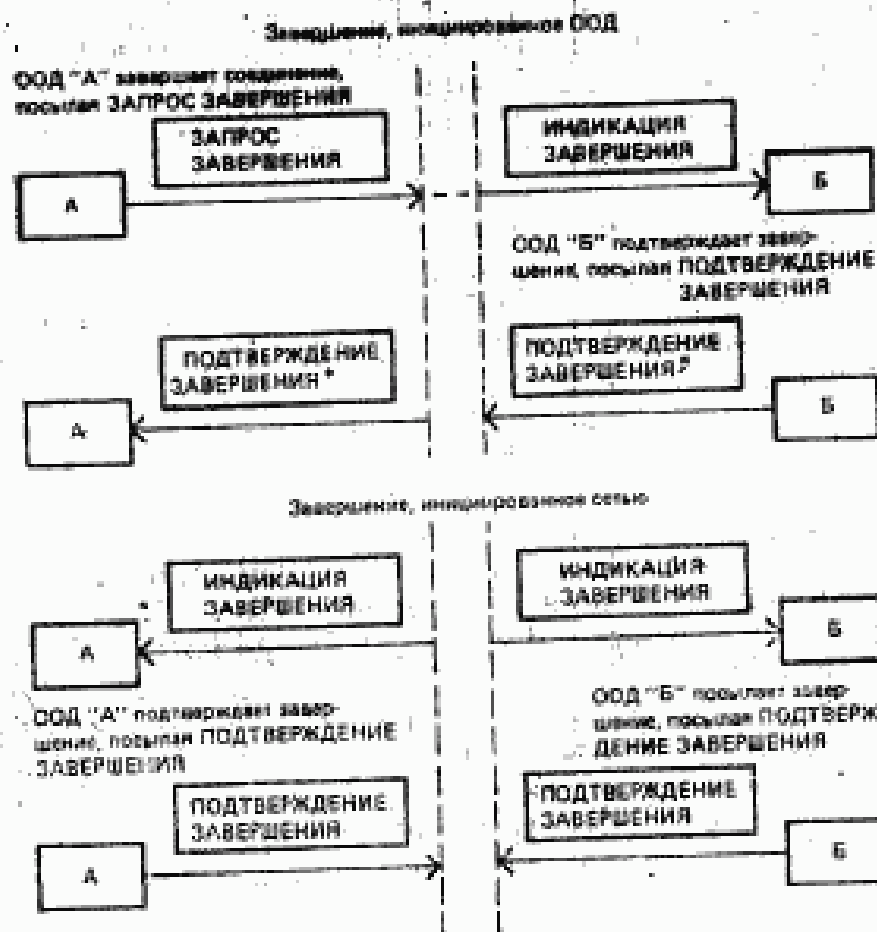 Завершение, инициированное ООД
ООД "А" завершает соединение,
посылая ЗАПРОС ЗАВЕРШЕНИЯ
ЗАПРОС
ЗАВЕРШЕНИЯ
ИНДИКАЦИЯ
ЗАВЕРШЕНИЯ
А
Б
ООД "Б" подтверждает завер-
шение, посылая ПОДТВЕРЖДЕНИЕ
ЗАВЕРШЕНИЯ
ПОДТВЕРЖДЕНИЕ
ЗАВЕРШЕНИЯ*
ПОДТВЕРЖДЕНИЕ
ЗАВЕРШЕНИЯ*
А
Б
Завершение, инициированное сетью
ИНДИКАЦИЯ
ЗАВЕРШЕНИЯ
ИНДИКАЦИЯ
ЗАВЕРШЕНИЯ
А
Б
ООД "А" подтверждает завер-
шение, посылая ПОДТВЕРЖДЕНИЕ
ЗАВЕРШЕНИЯ
ООД "Б" посылает завер-
шение, посылая ПОДТВЕРЖ
ДЕНИЕ ЗАВЕРШЕНИЯ
ПОДТВЕРЖДЕНИЕ
ЗАВЕРШЕНИЯ
ПОДТВЕРЖДЕНИЕ
ЗАВЕРШЕНИЯ
А
Б